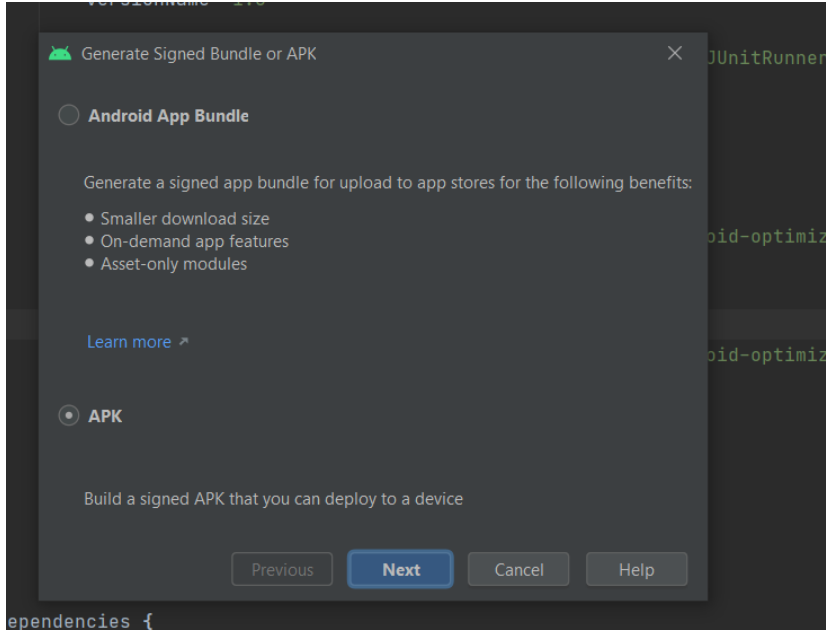 Generate Signed Bundle or APK
JUnitRunner
Android App Bundle
Generate a signed app bundle for upload to app stores for the following benefits:
• Smaller download size
• On-demand app features
• Asset-only modules
oid-optimiz
Learn more ↗
oid-optimiz
APK
Build a signed APK that you can deploy to a device
Previous Next Cancel Help
ependencies {